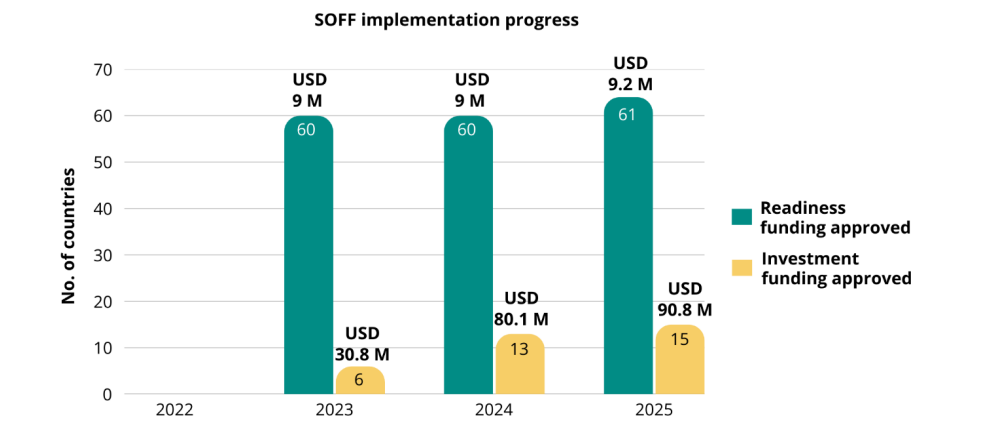 SOFF implementation progress
No. of countries
70
60
50
40
30
20
10
0
USD
9 M
60
USD
30.8 M
6
USD
9 M
60
USD
80.1 M
13
USD
9.2 M
61
USD
90.8 M
15
2022
2023
2024
2025
Readiness
funding approved
Investment
funding approved